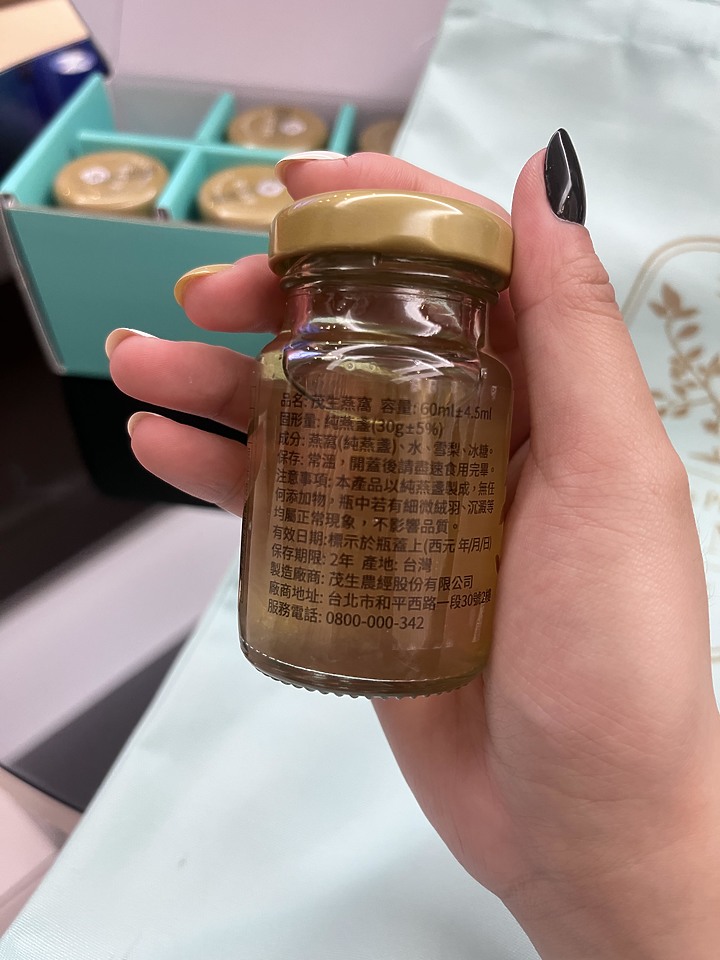 品名: 茂生燕窩 容量: 60ml±4.5ml
固形量: 純燕盞(30g±5%)
成分: 燕窩(純燕盞)、水、雪梨、冰糖。
保存: 常溫，開蓋後請盡速食用完畢。
注意事項: 本產品以純燕盞製成，無任
何添加物，瓶中若有細微絨羽、沉澱等
均屬正常現象，不影響品質。
有效日期:標示於瓶蓋上(西元 年/月/日)
保存期限: 2年 產地: 台灣
製造廠商: 茂生農經股份有限公司
廠商地址: 台北市和平西路一段30號2樓
服務電話: 0800-000-342